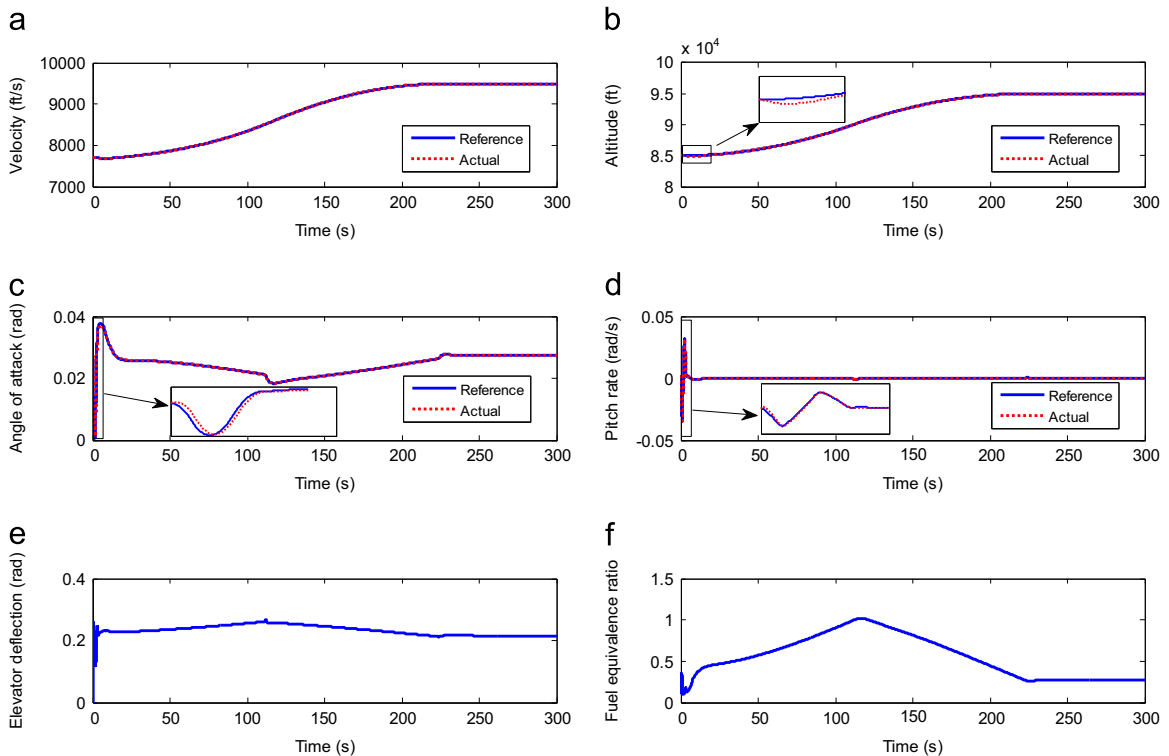 a
10000
9000
8000
7000
Velocity (ft/s)
Reference
Actual
0 50 100 150 200 250 300
Time (s)
b
x 10^4
10
9.5
9
8.5
8
Altitude (ft)
Reference
Actual
0 50 100 150 200 250 300
Time (s)
c
0.04
0.02
0
Angle of attack (rad)
Reference
Actual
0 50 100 150 200 250 300
Time (s)
d
0.05
0
-0.05
Pitch rate (rad/s)
Reference
Actual
0 50 100 150 200 250 300
Time (s)
e
0.4
0.2
0
Elevator deflection (rad)
0 50 100 150 200 250 300
Time (s)
f
1.5
1
0.5
0
Fuel equivalence ratio
0 50 100 150 200 250 300
Time (s)